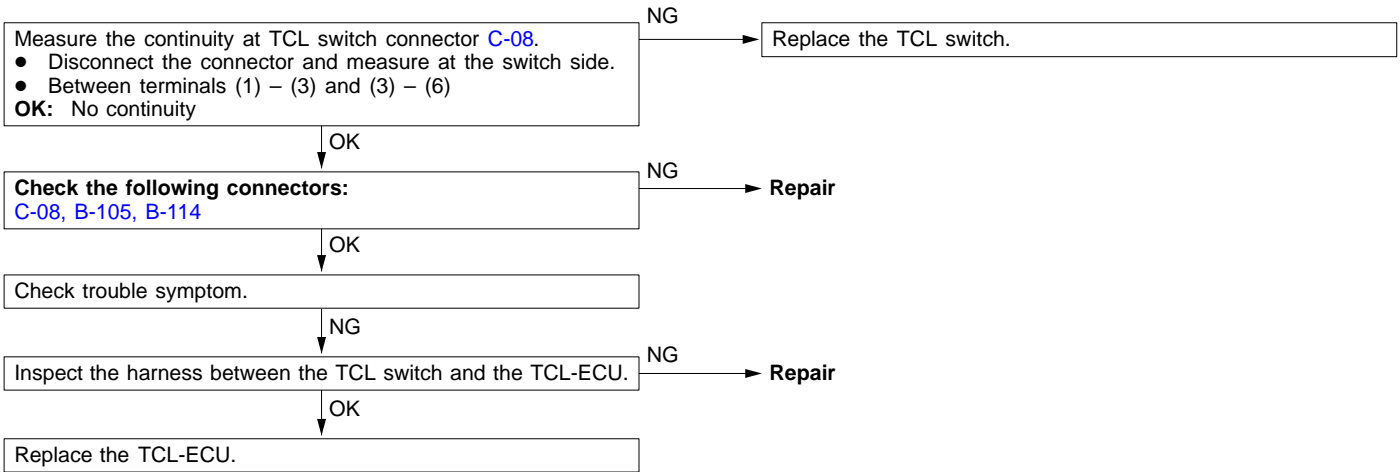 NG
Measure the continuity at TCL switch connector C-08.
● Disconnect the connector and measure at the switch side.
● Between terminals (1) – (3) and (3) – (6)
OK: No continuity
Replace the TCL switch.
OK
NG
Check the following connectors:
C-08, B-105, B-114
Repair
OK
Check trouble symptom.
NG
NG
Inspect the harness between the TCL switch and the TCL-ECU.
Repair
OK
Replace the TCL-ECU.